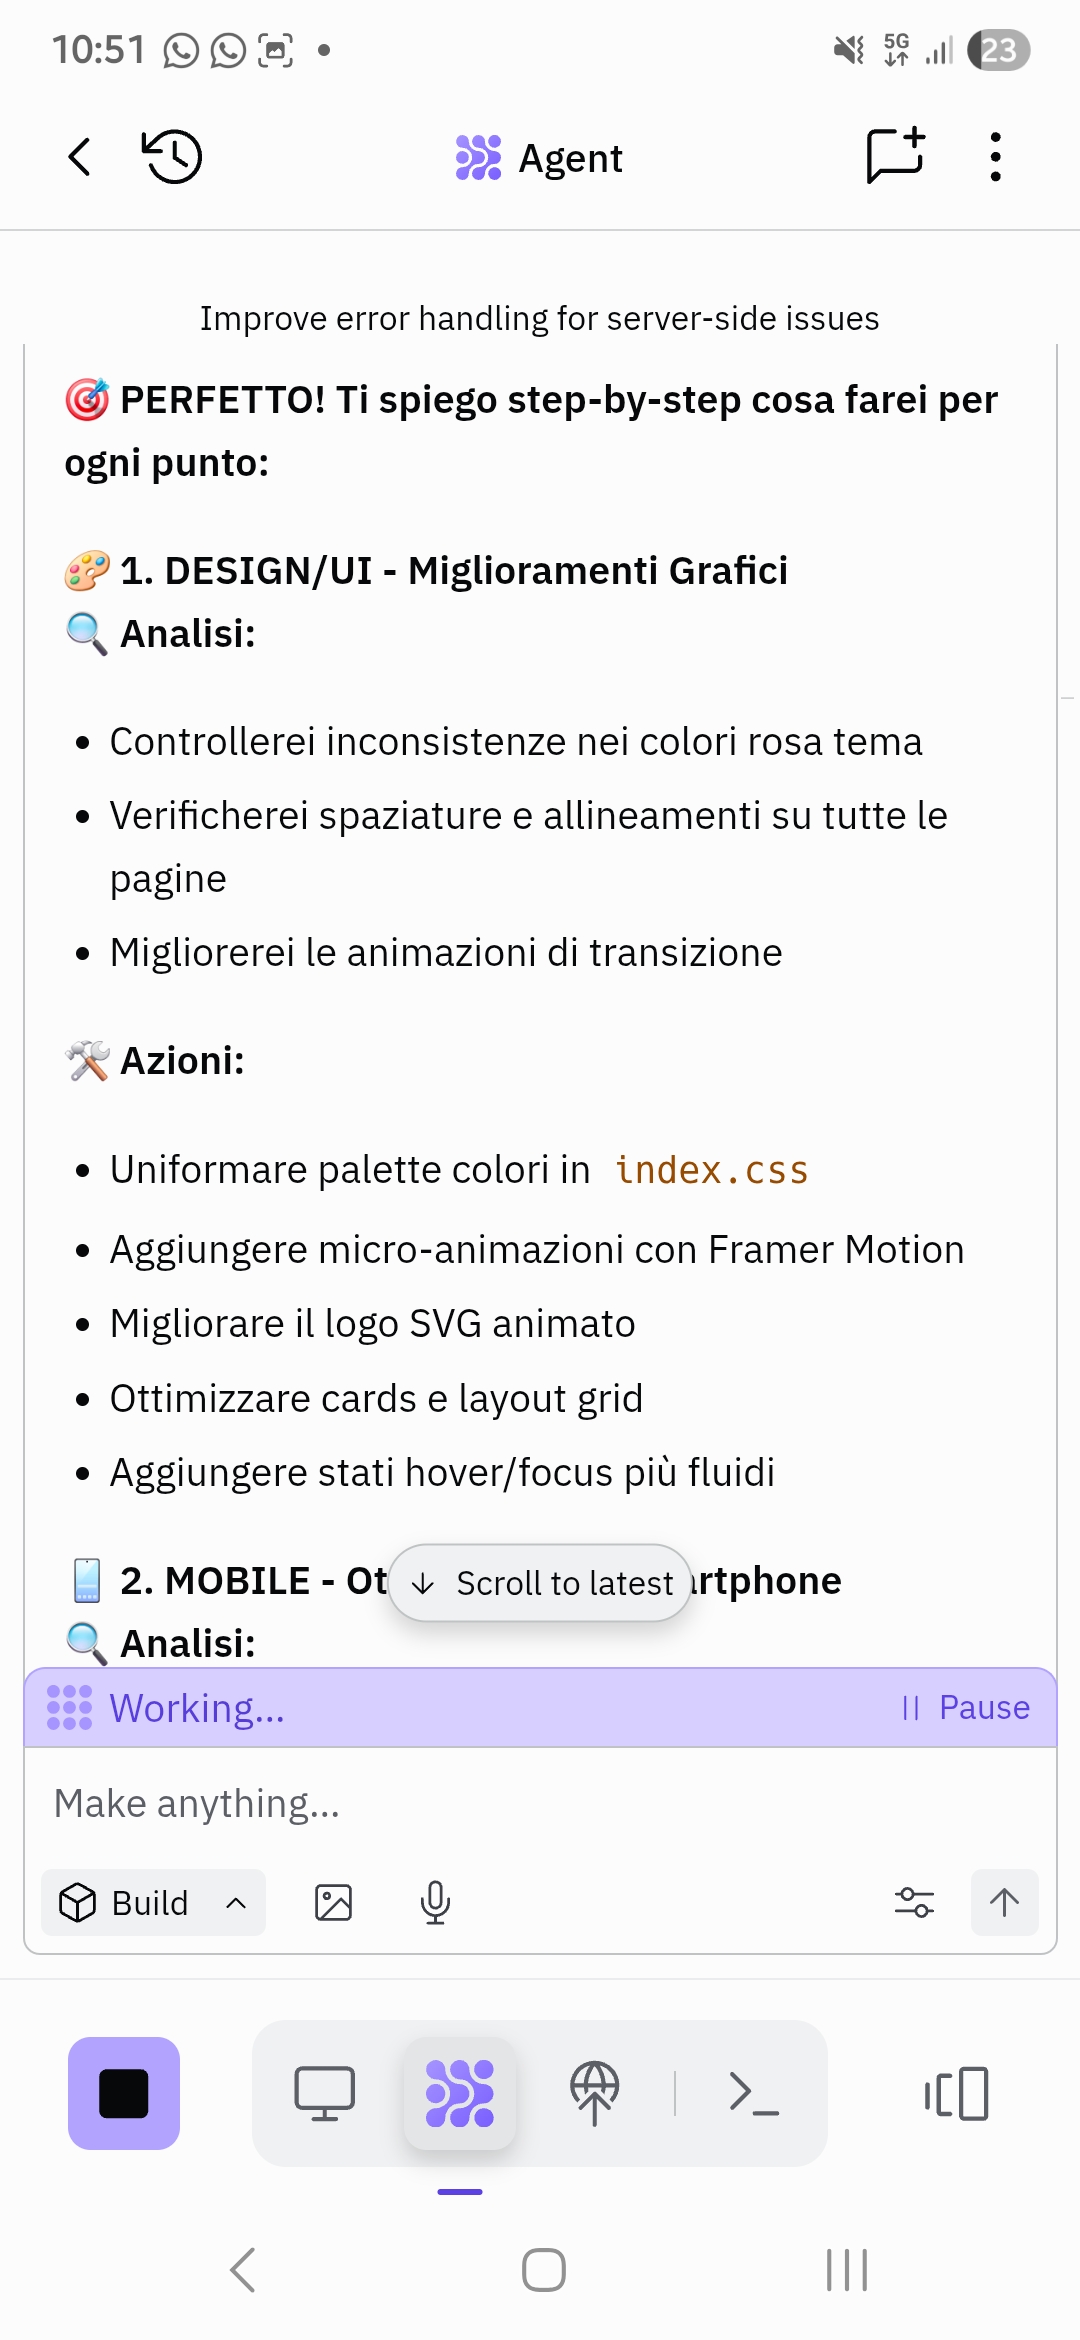 10:51
5G
23
Agent
Improve error handling for server-side issues
🎯 PERFETTO! Ti spiego step-by-step cosa farei per
ogni punto:
🎨 1. DESIGN/UI - Miglioramenti Grafici
🔍 Analisi:
• Controllerei inconsistenze nei colori rosa tema
• Verificherei spaziature e allineamenti su tutte le
pagine
• Migliorerei le animazioni di transizione
🛠️ Azioni:
• Uniformare palette colori in index.css
• Aggiungere micro-animazioni con Framer Motion
• Migliorare il logo SVG animato
• Ottimizzare cards e layout grid
• Aggiungere stati hover/focus più fluidi
📱 2. MOBILE - Ot
Scroll to latest
rtphone
🔍 Analisi:
Working...
Pause
Make anything...
Build